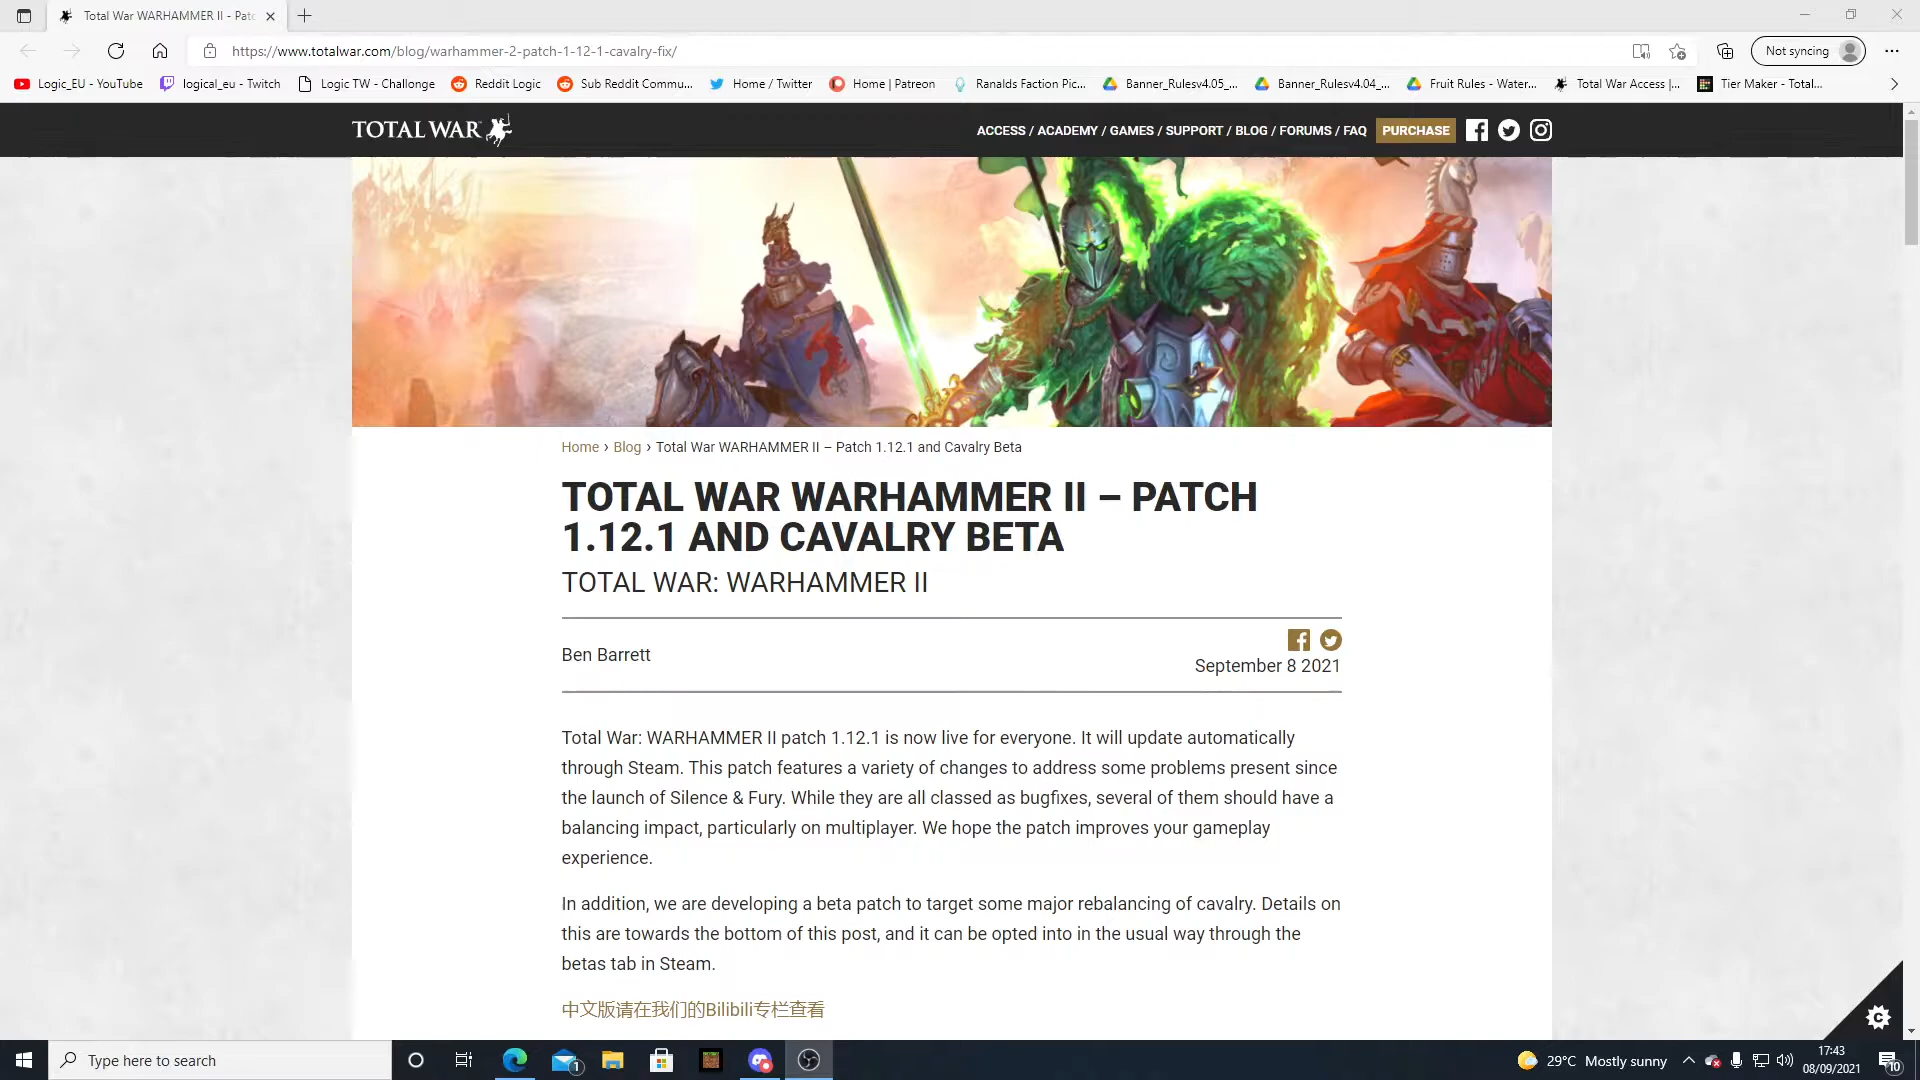 Total War WARHAMMER II - Patc
https://www.totalwar.com/blog/warhammer-2-patch-1-12-1-cavalry-fix/
Not syncing
Logic_EU - YouTube
logical_eu - Twitch
Logic TW - Challonge
Reddit Logic
Sub Reddit Commu...
Home / Twitter
Home | Patreon
Ranalds Faction Pic...
Banner_Rulesv4.05_...
Banner_Rulesv4.04_...
Fruit Rules - Water...
Total War Access |...
Tier Maker - Total...
TOTAL WAR
ACCESS / ACADEMY / GAMES / SUPPORT / BLOG / FORUMS / FAQ
PURCHASE
Home › Blog › Total War WARHAMMER II – Patch 1.12.1 and Cavalry Beta
TOTAL WAR WARHAMMER II – PATCH
1.12.1 AND CAVALRY BETA
TOTAL WAR: WARHAMMER II
Ben Barrett
September 8 2021
Total War: WARHAMMER II patch 1.12.1 is now live for everyone. It will update automatically
through Steam. This patch features a variety of changes to address some problems present since
the launch of Silence & Fury. While they are all classed as bugfixes, several of them should have a
balancing impact, particularly on multiplayer. We hope the patch improves your gameplay
experience.
In addition, we are developing a beta patch to target some major rebalancing of cavalry. Details on
this are towards the bottom of this post, and it can be opted into in the usual way through the
betas tab in Steam.
中文版请在我们的Bilibili专栏查看
Type here to search
1
29°C Mostly sunny
17:43
08/09/2021
10